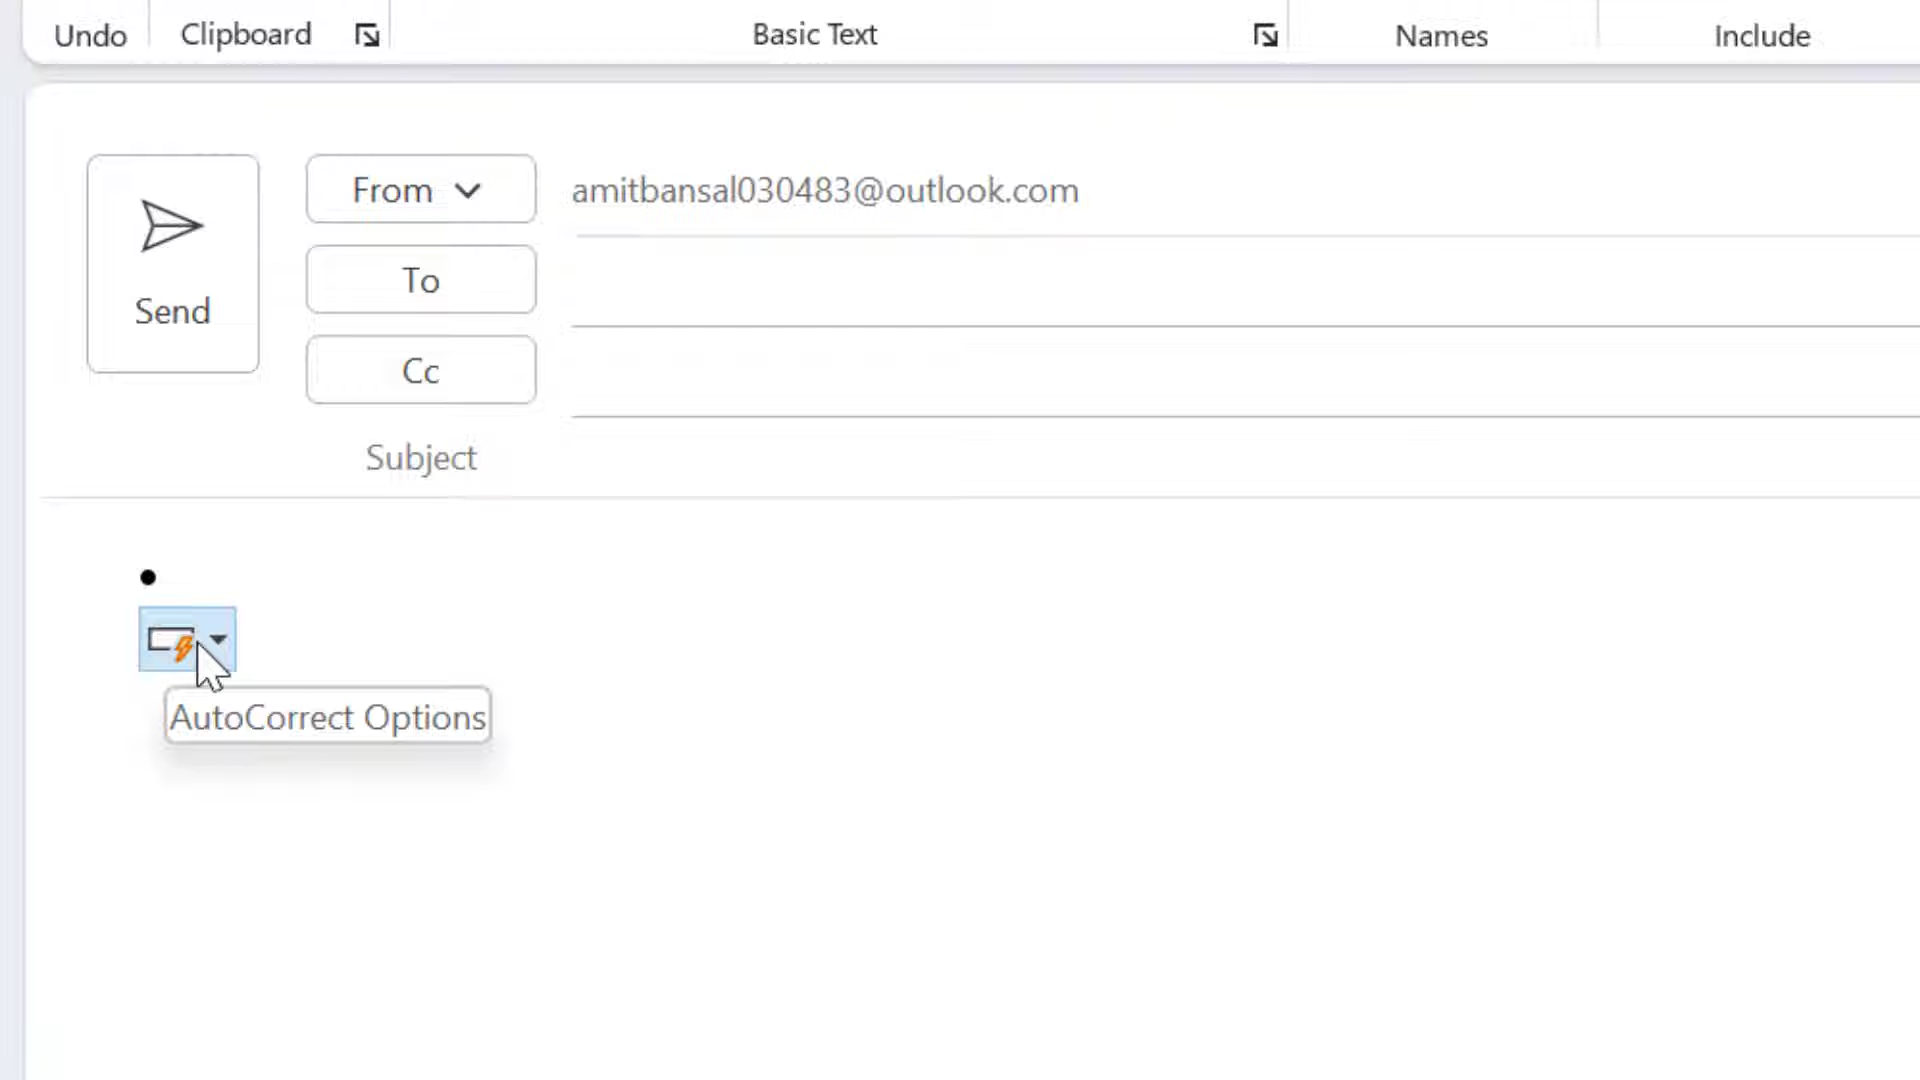 Undo Clipboard Basic Text Names Include
From amitbansal030483@outlook.com
To
Send
Cc
Subject
•
AutoCorrect Options